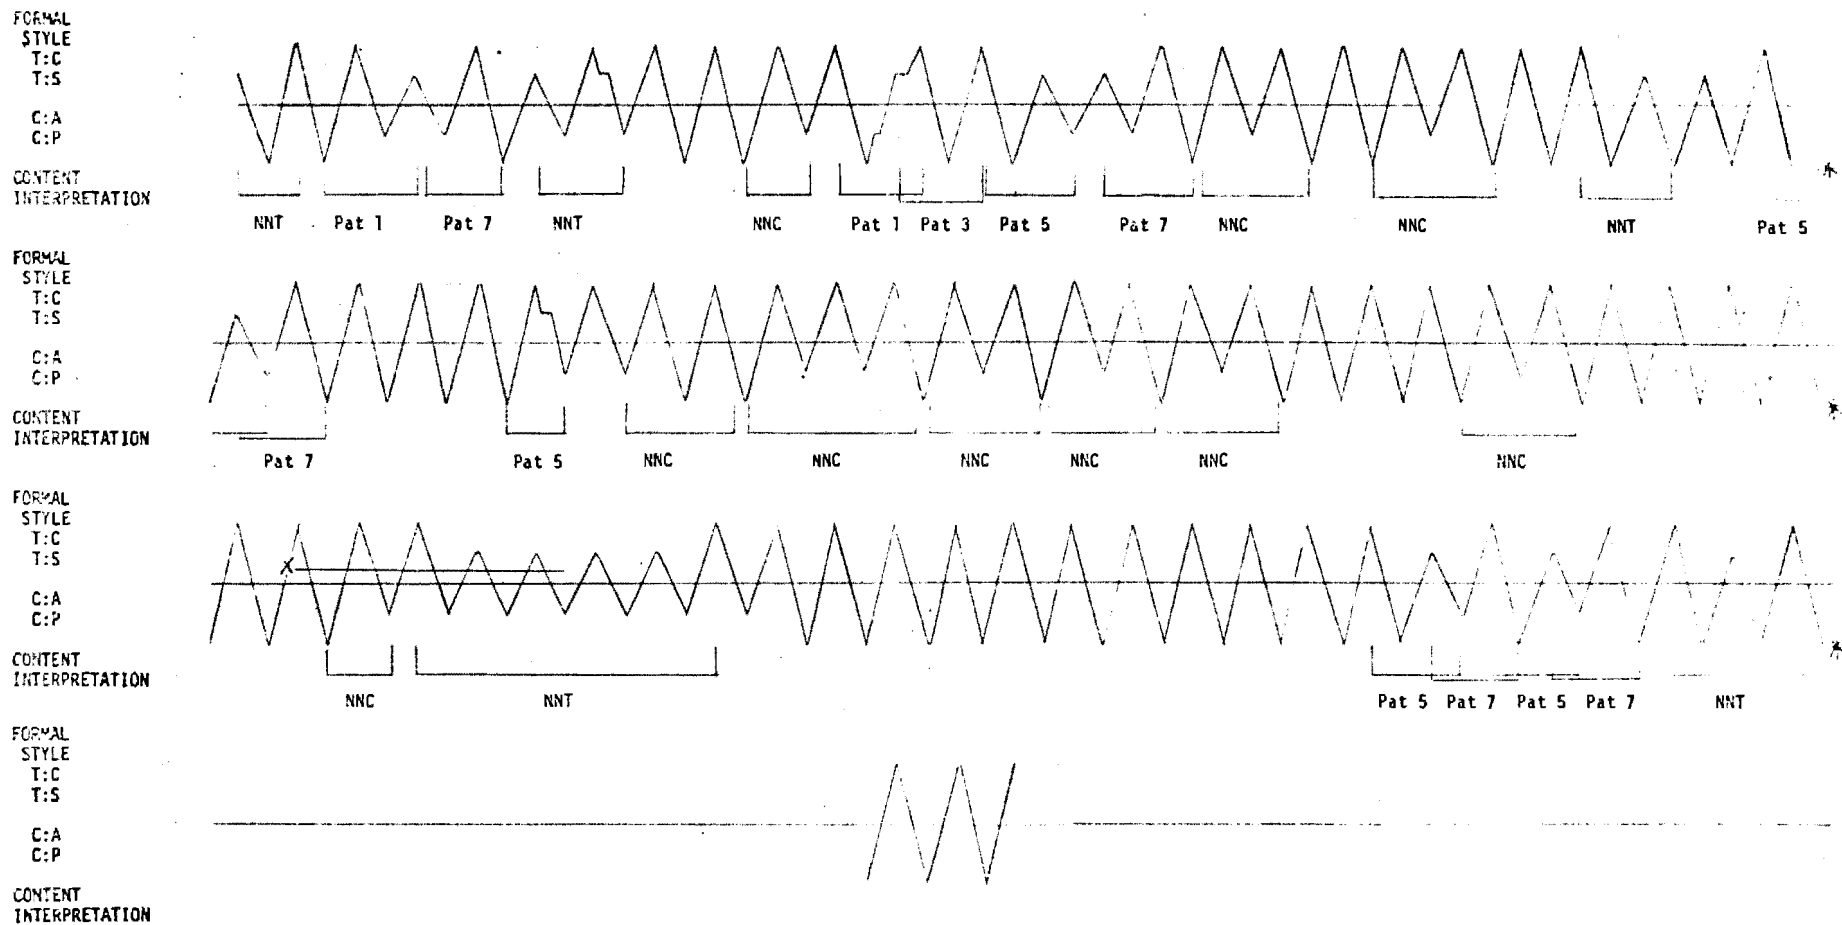 FORMAL
STYLE
T:C
T:S
C:A
C:P
CONTENT
INTERPRETATION
NNT Pat 1 Pat 7 NNT NNC Pat 1 Pat 3 Pat 5 Pat 7 NNC NNC NNT Pat 5
FORMAL
STYLE
T:C
T:S
C:A
C:P
CONTENT
INTERPRETATION
Pat 7 Pat 5 NNC NNC NNC NNC NNC NNC
FORMAL
STYLE
T:C
T:S
X
C:A
C:P
CONTENT
INTERPRETATION
NNC NNT Pat 5 Pat 7 Pat 5 Pat 7 NNT
FORMAL
STYLE
T:C
T:S
C:A
C:P
CONTENT
INTERPRETATION